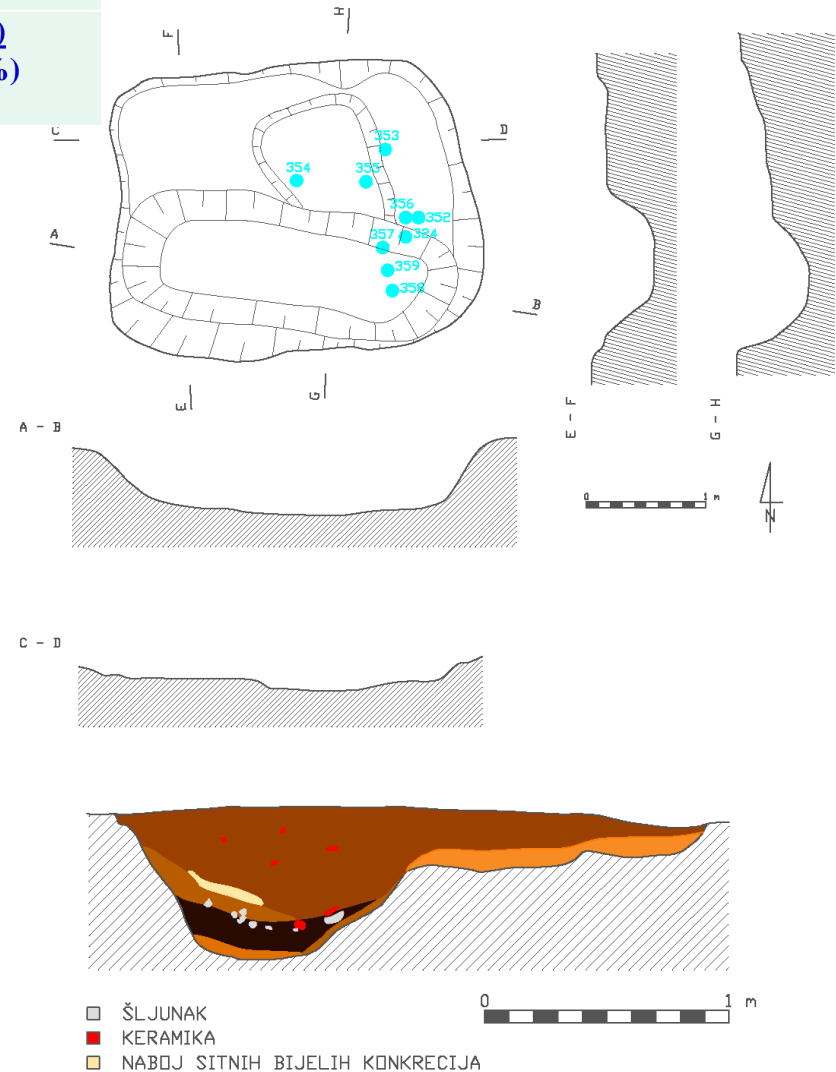 %)
H
F
C
D
353
354
355
356
352
324
357
359
358
A
B
E
G
A - B
E - F
G - H
0 1 m
N
C - D
0 1 m
ŠLJUNAK
KERAMIKA
NABOJ SITNIH BIJELIH KONKRECIJA